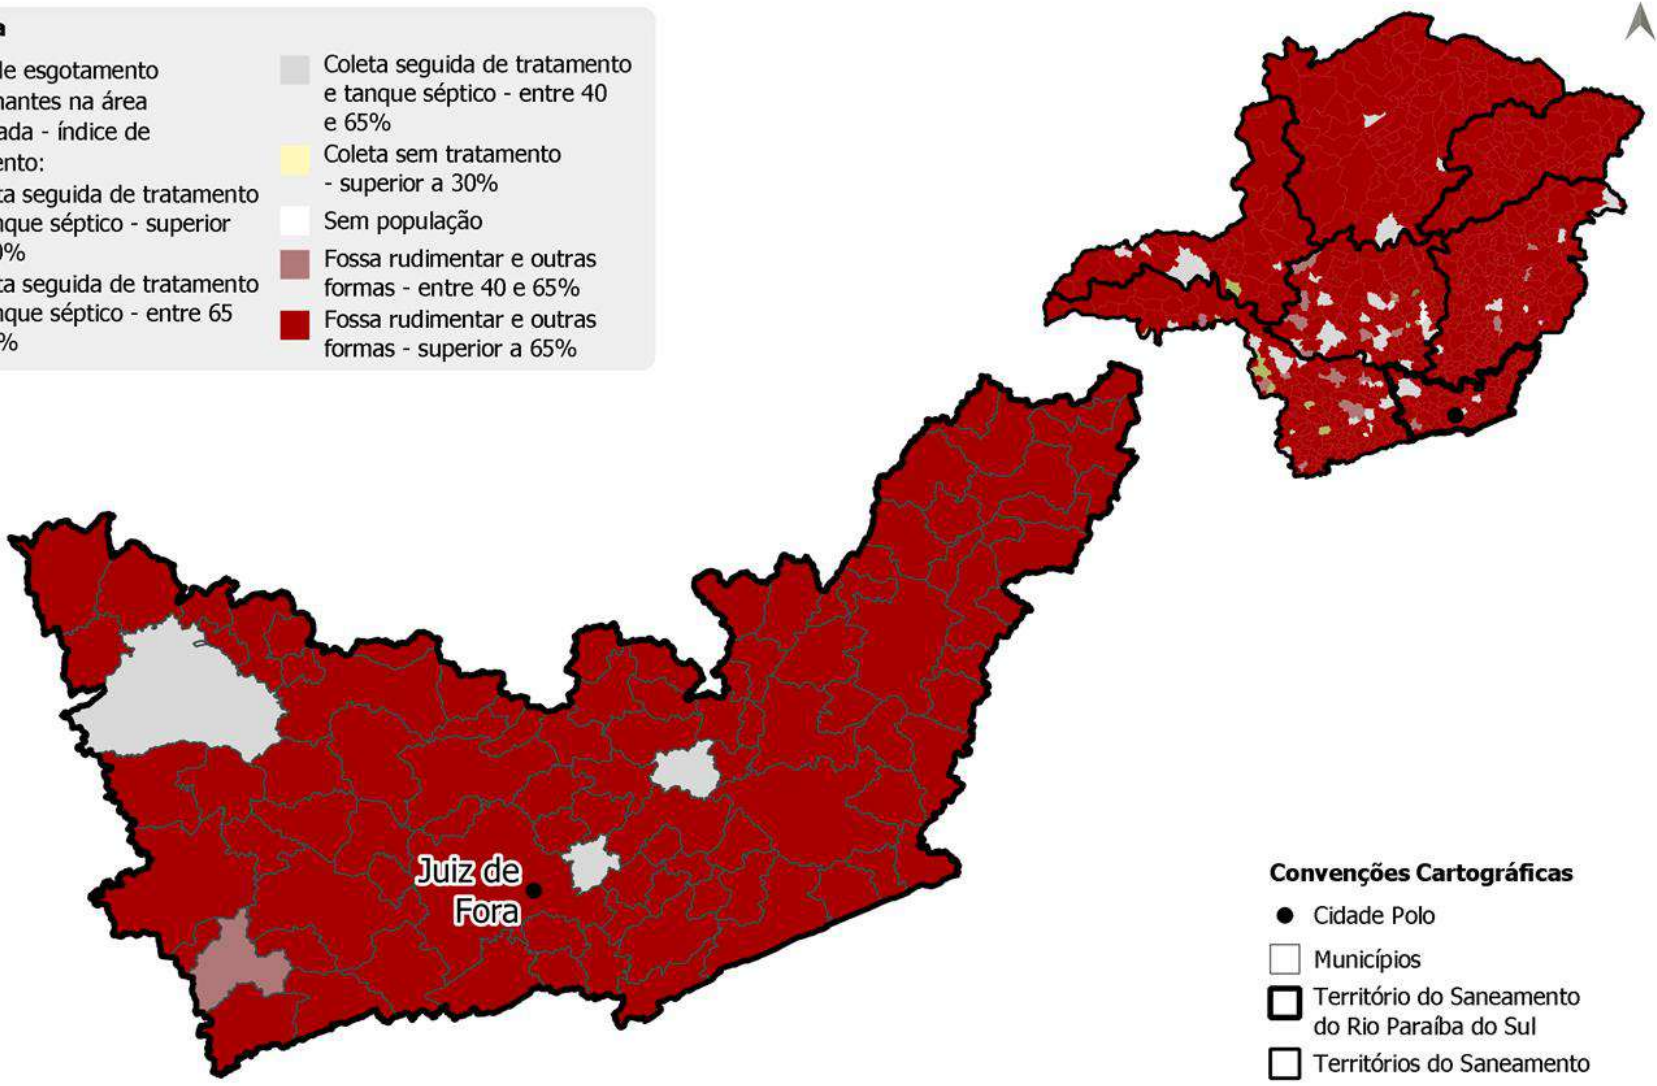 a
le esgotamento
nantes na área
ada - índice de
ento:
ta seguida de tratamento
nque séptico - superior
0%
ta seguida de tratamento
nque séptico - entre 65
%
Coleta seguida de tratamento
e tanque séptico - entre 40
e 65%
Coleta sem tratamento
- superior a 30%
Sem população
Fossa rudimentar e outras
formas - entre 40 e 65%
Fossa rudimentar e outras
formas - superior a 65%
Juiz de
Fora
Convenções Cartográficas
Cidade Polo
Municípios
Território do Saneamento
do Rio Paraíba do Sul
Territórios do Saneamento